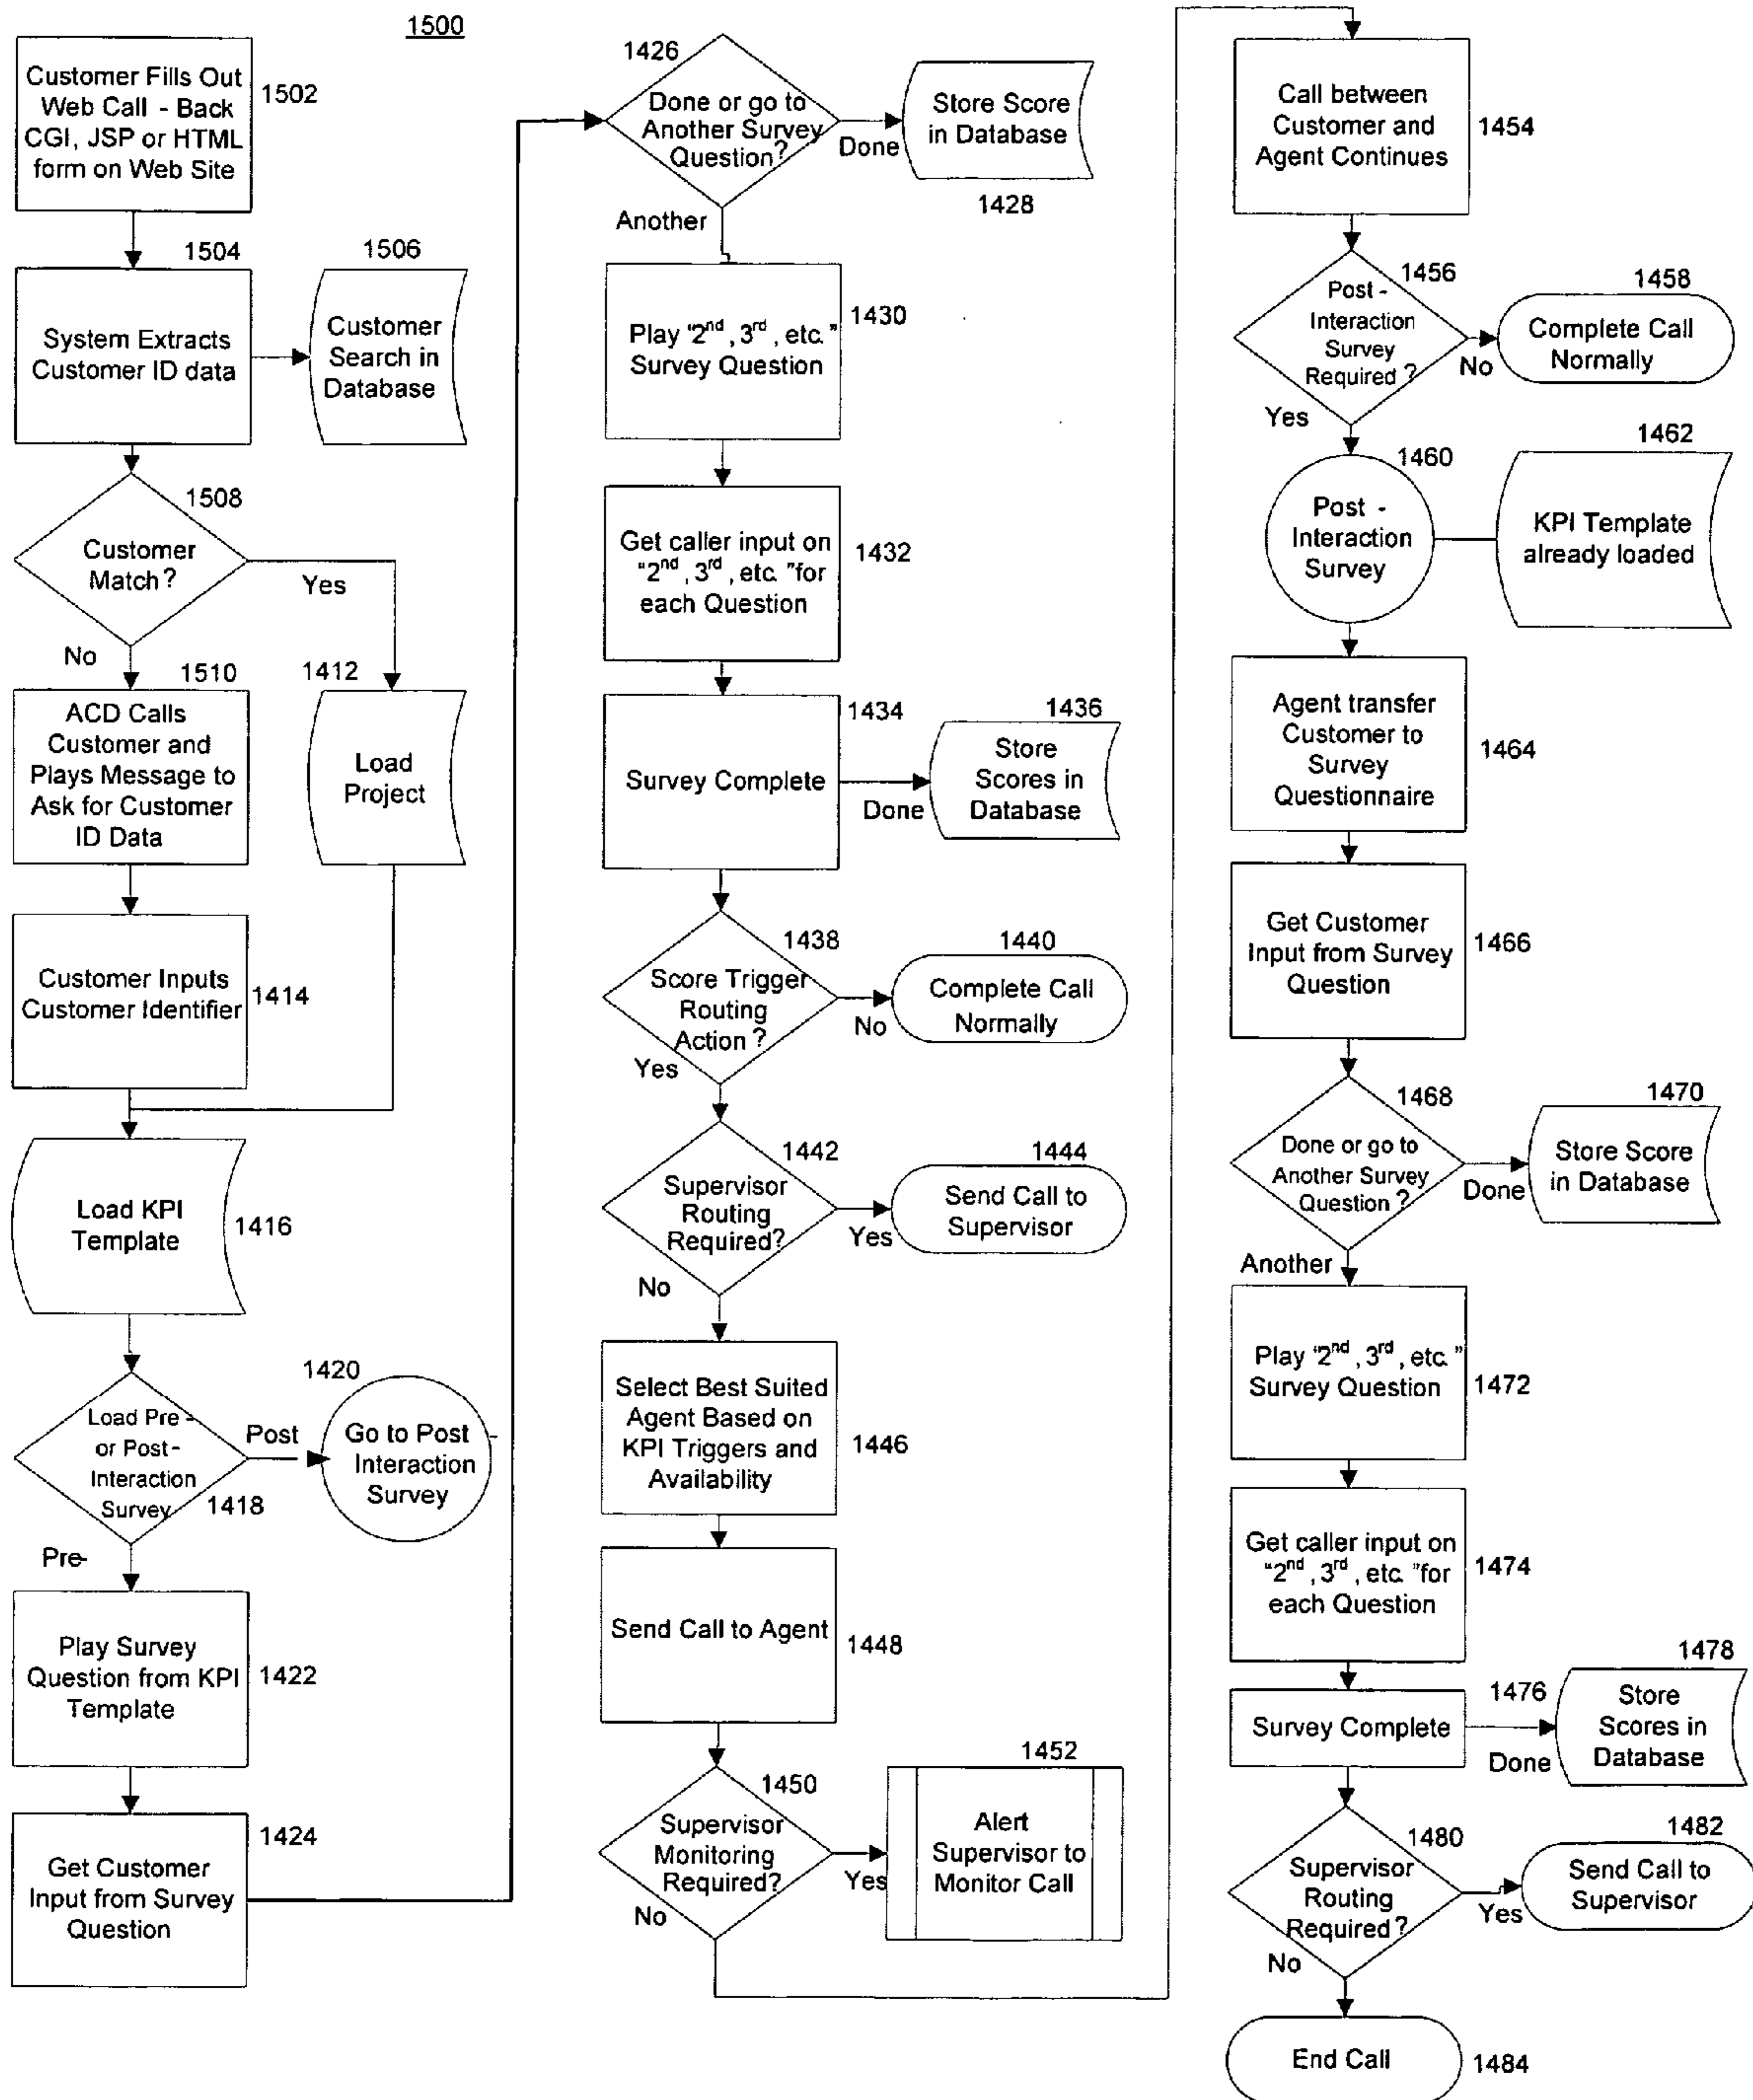 1500
Customer Fills Out
Web Call - Back
CGI, JSP or HTML
form on Web Site
1502
1504
System Extracts
Customer ID data
1506
Customer
Search in
Database
1508
Customer
Match?
Yes
No
1510
ACD Calls
Customer and
Plays Message to
Ask for Customer
ID Data
1412
Load
Project
Customer Inputs
Customer Identifier
1414
Load KPI
Template
1416
Load Pre -
or Post -
Interaction
Survey
1418
Post
1420
Go to Post
Interaction
Survey
Pre-
Play Survey
Question from KPI
Template
1422
1424
Get Customer
Input from Survey
Question
1426
Done or go to
Another Survey
Question?
Done
Store Score
in Database
1428
Another
Play "2nd, 3rd, etc."
Survey Question
1430
Get caller input on
"2nd, 3rd, etc. "for
each Question
1432
Survey Complete
1434
Done
1436
Store
Scores in
Database
1438
Score Trigger
Routing
Action ?
No
1440
Complete Call
Normally
Yes
1442
Supervisor
Routing
Required?
Yes
1444
Send Call to
Supervisor
No
Select Best Suited
Agent Based on
KPI Triggers and
Availability
1446
Send Call to Agent
1448
1450
Supervisor
Monitoring
Required?
Yes
1452
Alert
Supervisor to
Monitor Call
No
Call between
Customer and
Agent Continues
1454
1456
Post -
Interaction
Survey
Required ?
No
1458
Complete Call
Normally
Yes
1460
Post -
Interaction
Survey
1462
KPI Template
already loaded
Agent transfer
Customer to
Survey
Questionnaire
1464
Get Customer
Input from Survey
Question
1466
1468
Done or go to
Another Survey
Question ?
Done
1470
Store Score
in Database
Another
Play "2nd, 3rd, etc. "
Survey Question
1472
Get caller input on
"2nd, 3rd, etc. "for
each Question
1474
Survey Complete
1476
Done
1478
Store
Scores in
Database
1480
Supervisor
Routing
Required ?
Yes
1482
Send Call to
Supervisor
No
End Call
1484